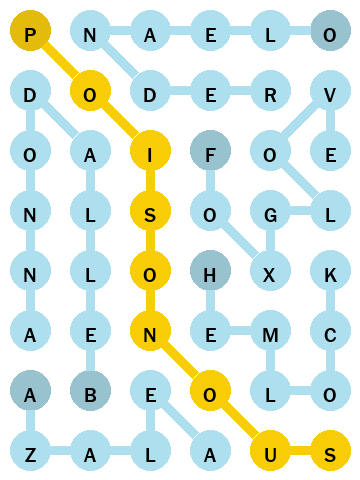 P N A E L O
D O D E R V
O A I F O E
N L S O G L
N L O H X K
A E N E M C
A B E O L O
Z A L A U S